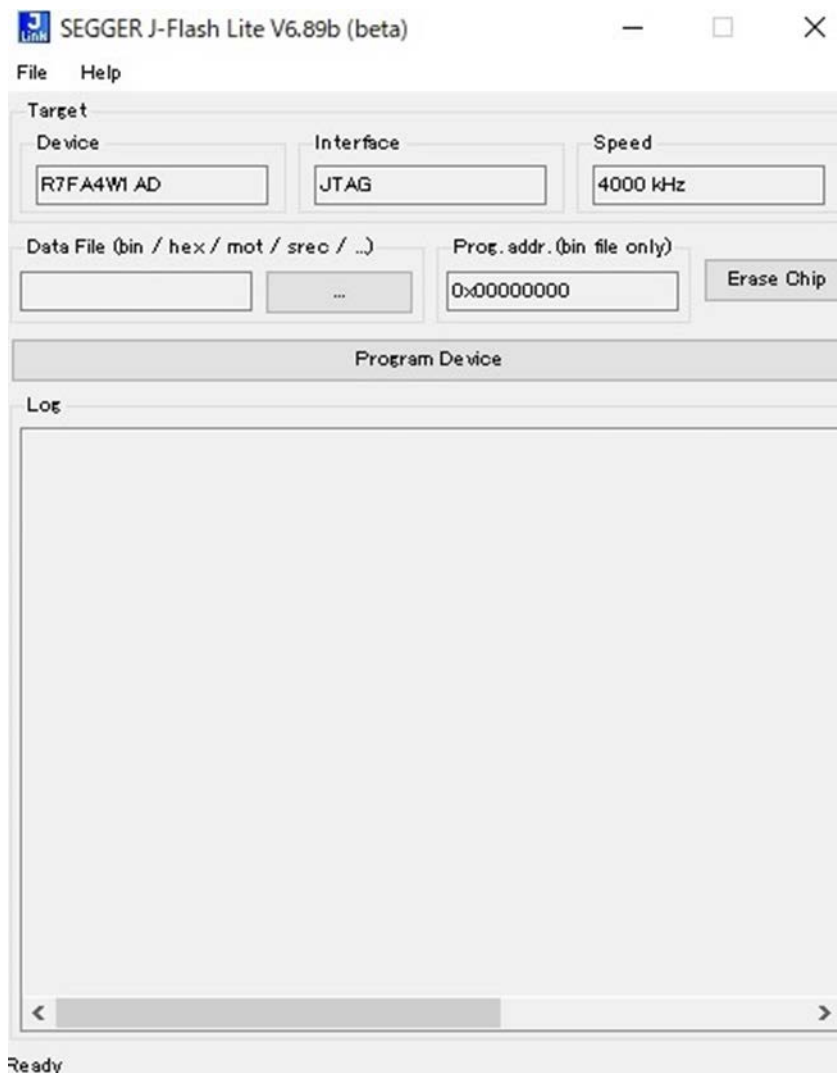 J Link SEGGER J-Flash Lite V6.89b (beta)
File Help
Target
Device Interface Speed
R7FA4W1AD JTAG 4000 kHz
Data File (bin / hex / mot / srec / ...) Prog. addr. (bin file only)
... 0x00000000 Erase Chip
Program Device
Log
Ready